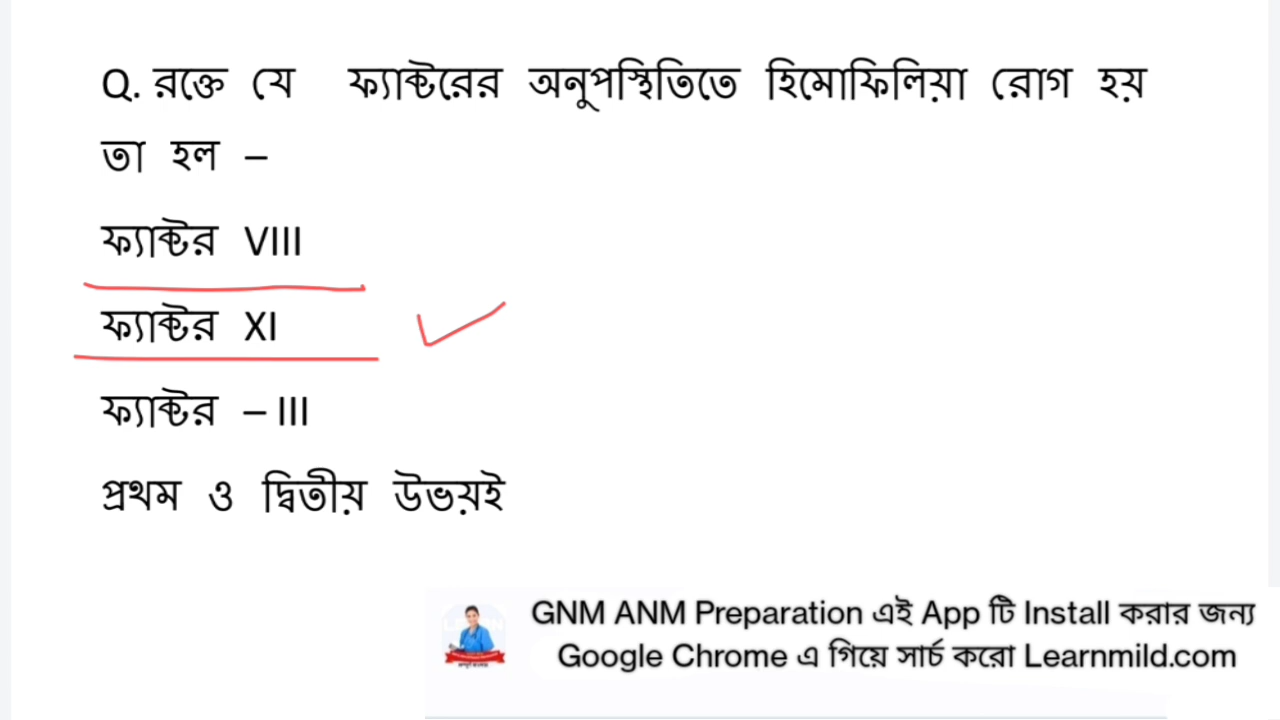 Q. রক্তে যে ফ্যাক্টরের অনুপস্থিতিতে হিমোফিলিয়া রোগ হয়
তা হল –
ফ্যাক্টর VIII
ফ্যাক্টর XI
ফ্যাক্টর – III
প্রথম ও দ্বিতীয় উভয়ই
GNM ANM Preparation এই App টি Install করার জন্য
Google Chrome এ গিয়ে সার্চ করো Learnmild.com